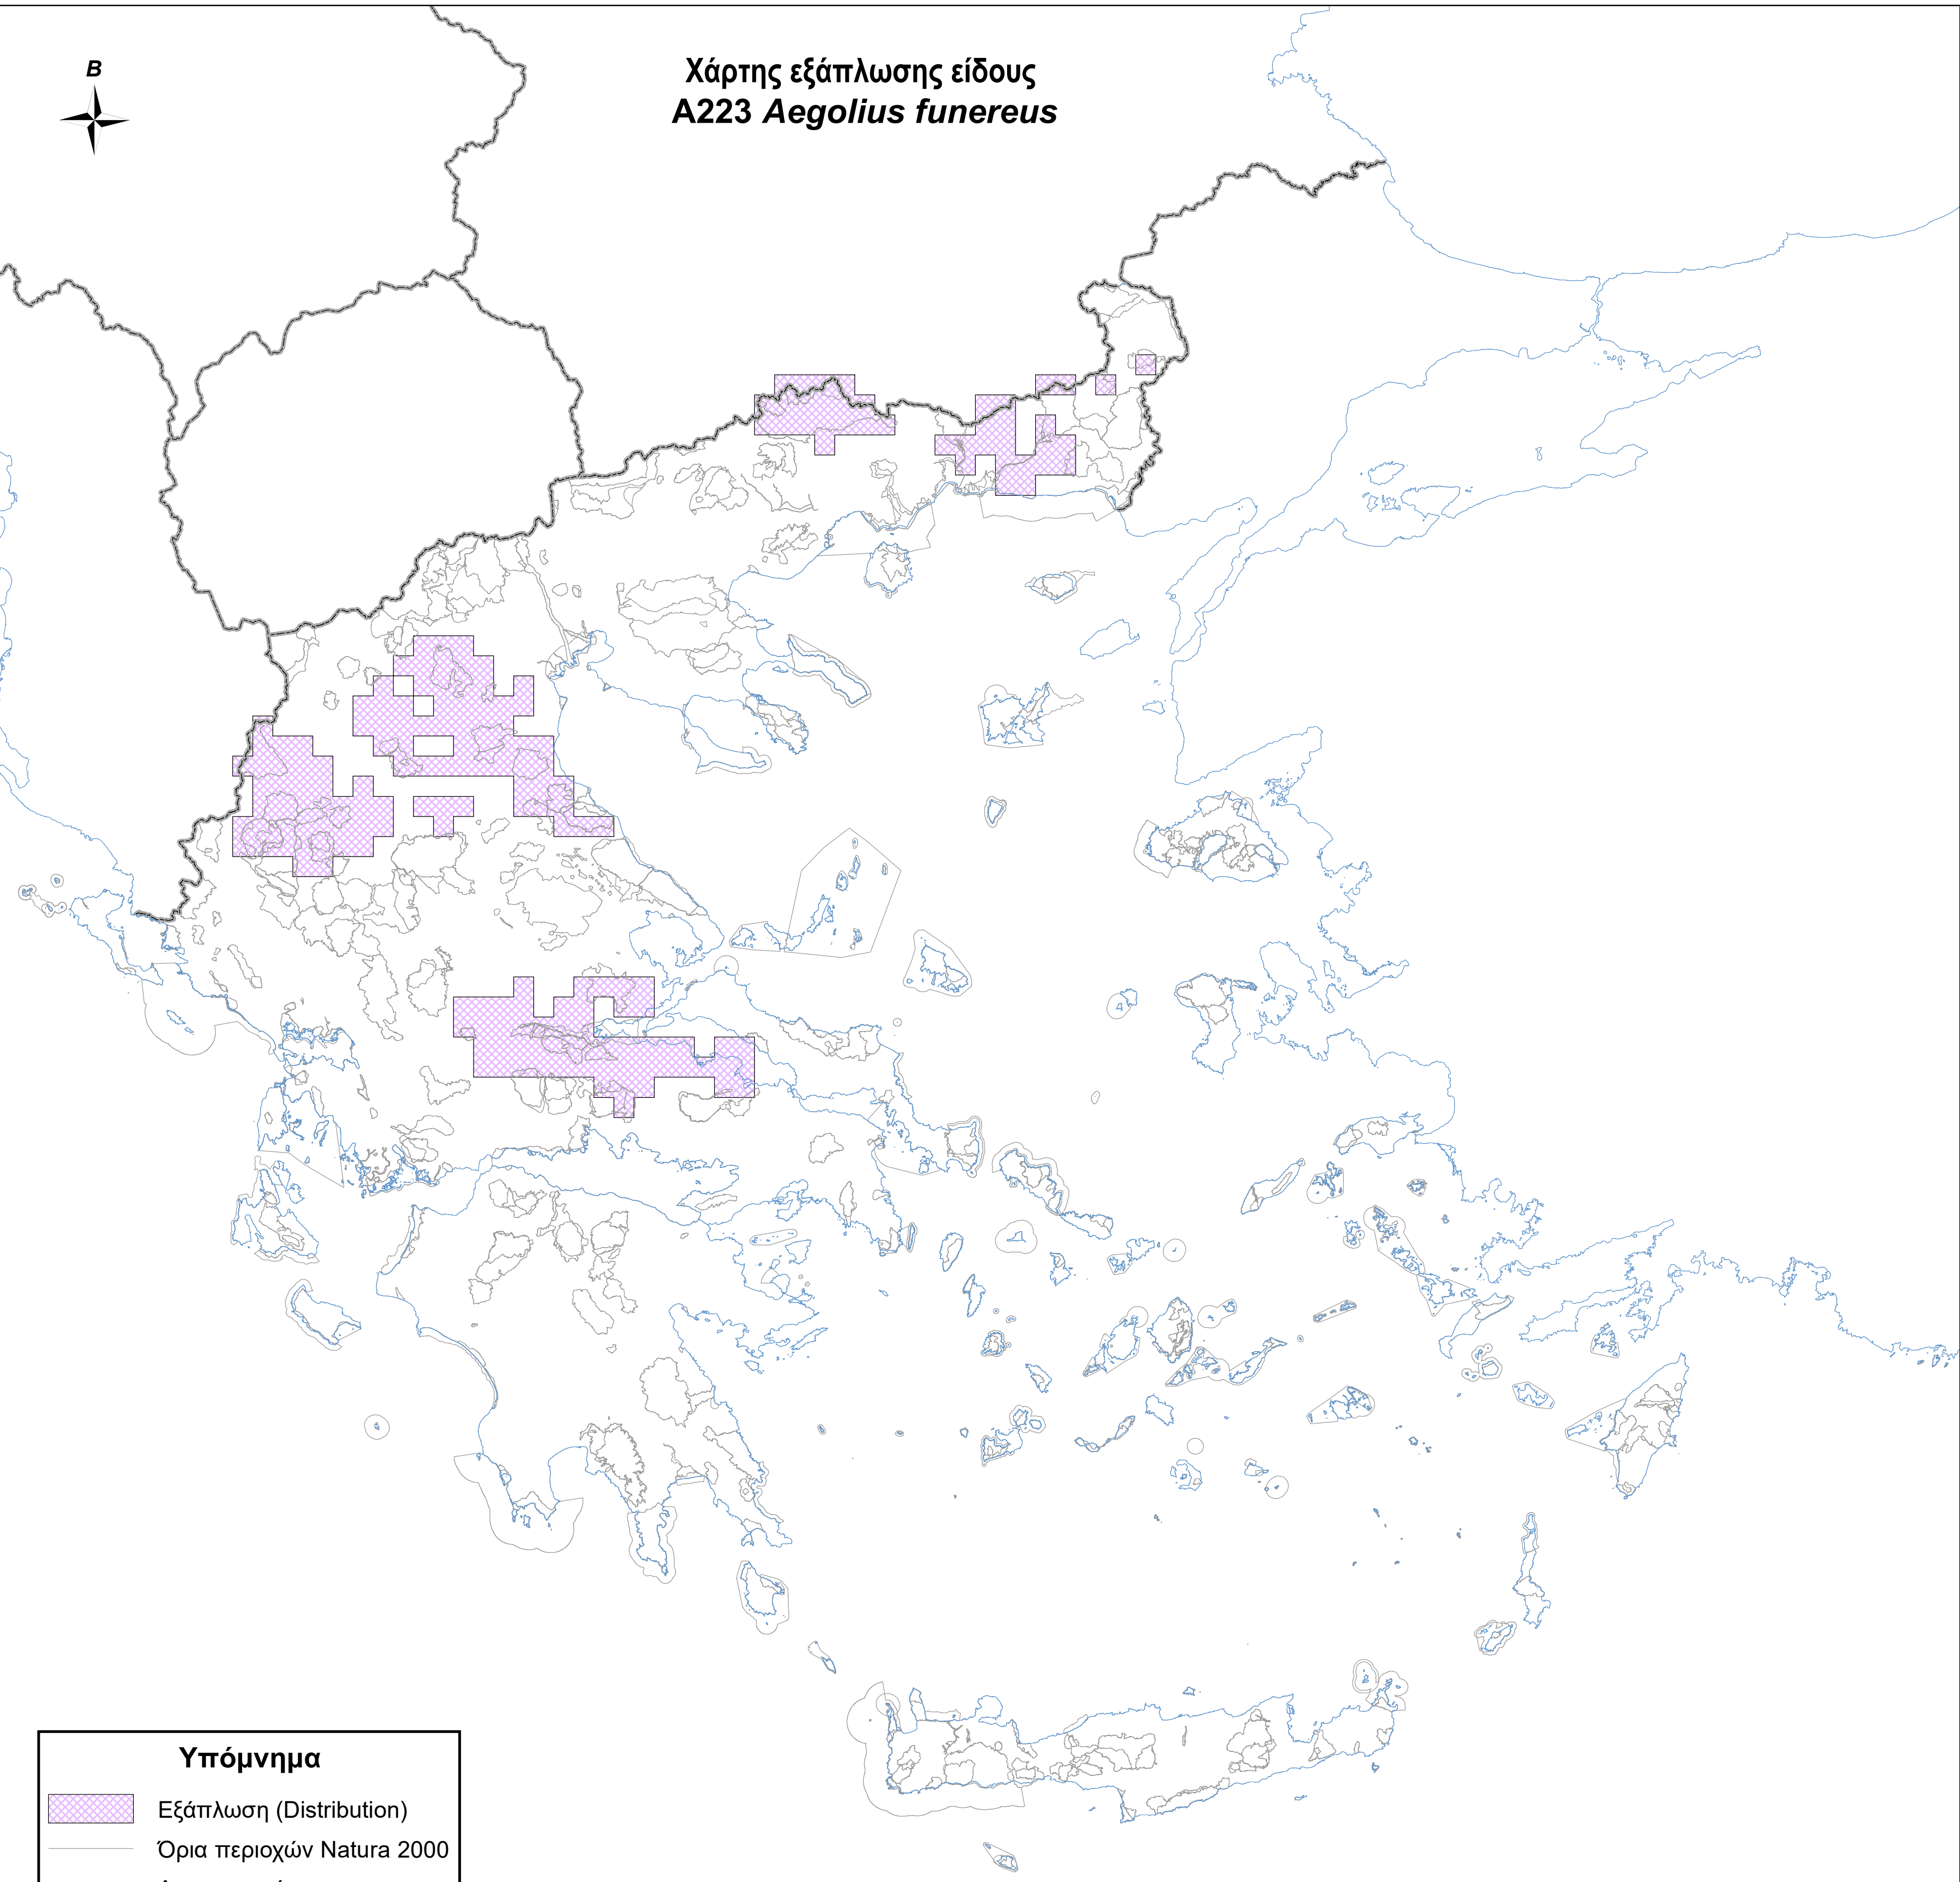 Β
Χάρτης εξάπλωσης είδους
A223 Aegolius funereus
Υπόμνημα
Εξάπλωση (Distribution)
Όρια περιοχών Natura 2000